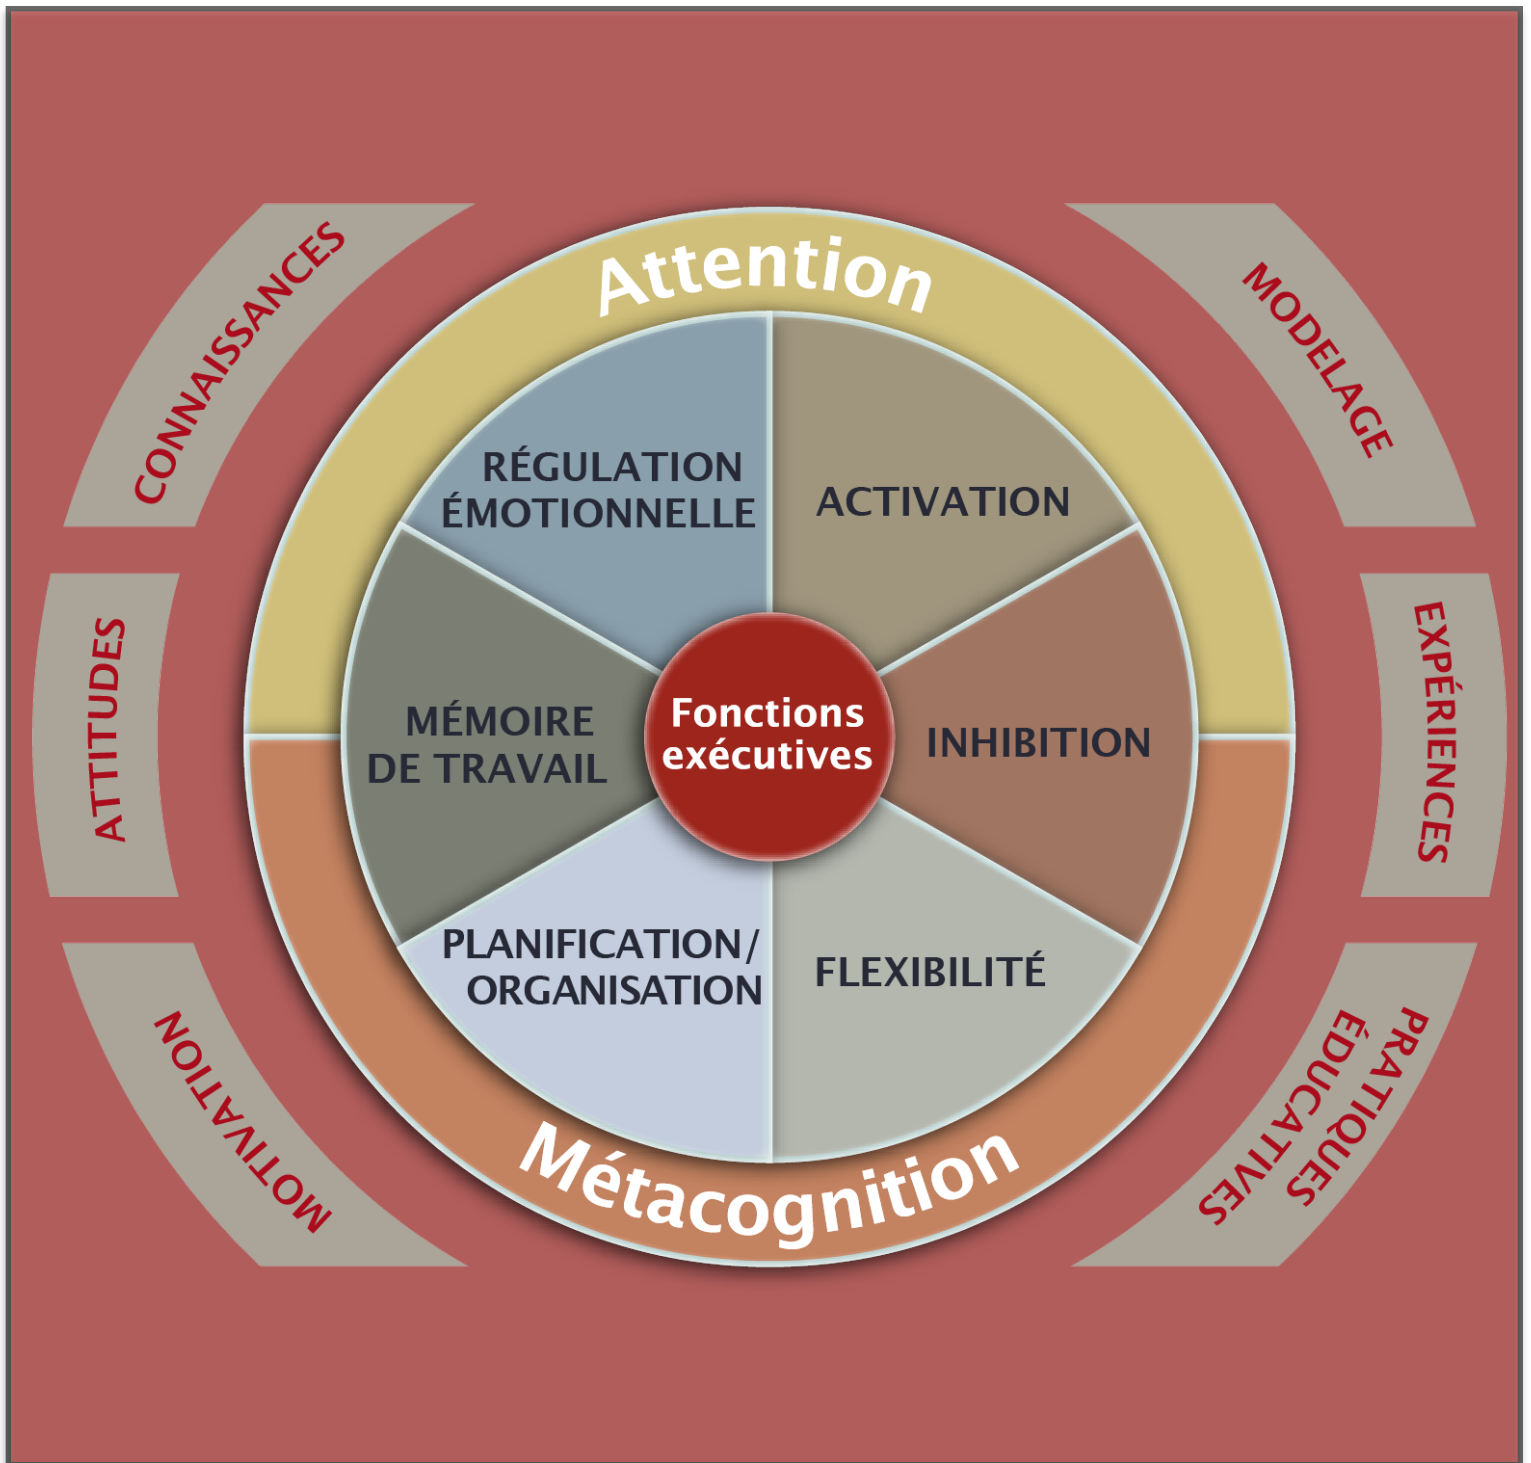 Attention
RÉGULATION
ÉMOTIONNELLE
ACTIVATION
MÉMOIRE
DE TRAVAIL
Fonctions
exécutives
INHIBITION
PLANIFICATION/
ORGANISATION
FLEXIBILITÉ
Métacognition
CONNAISSANCES
ATTITUDES
MOTIVATION
MODELAGE
EXPÉRIENCES
PRATIQUES
ÉDUCATIVES